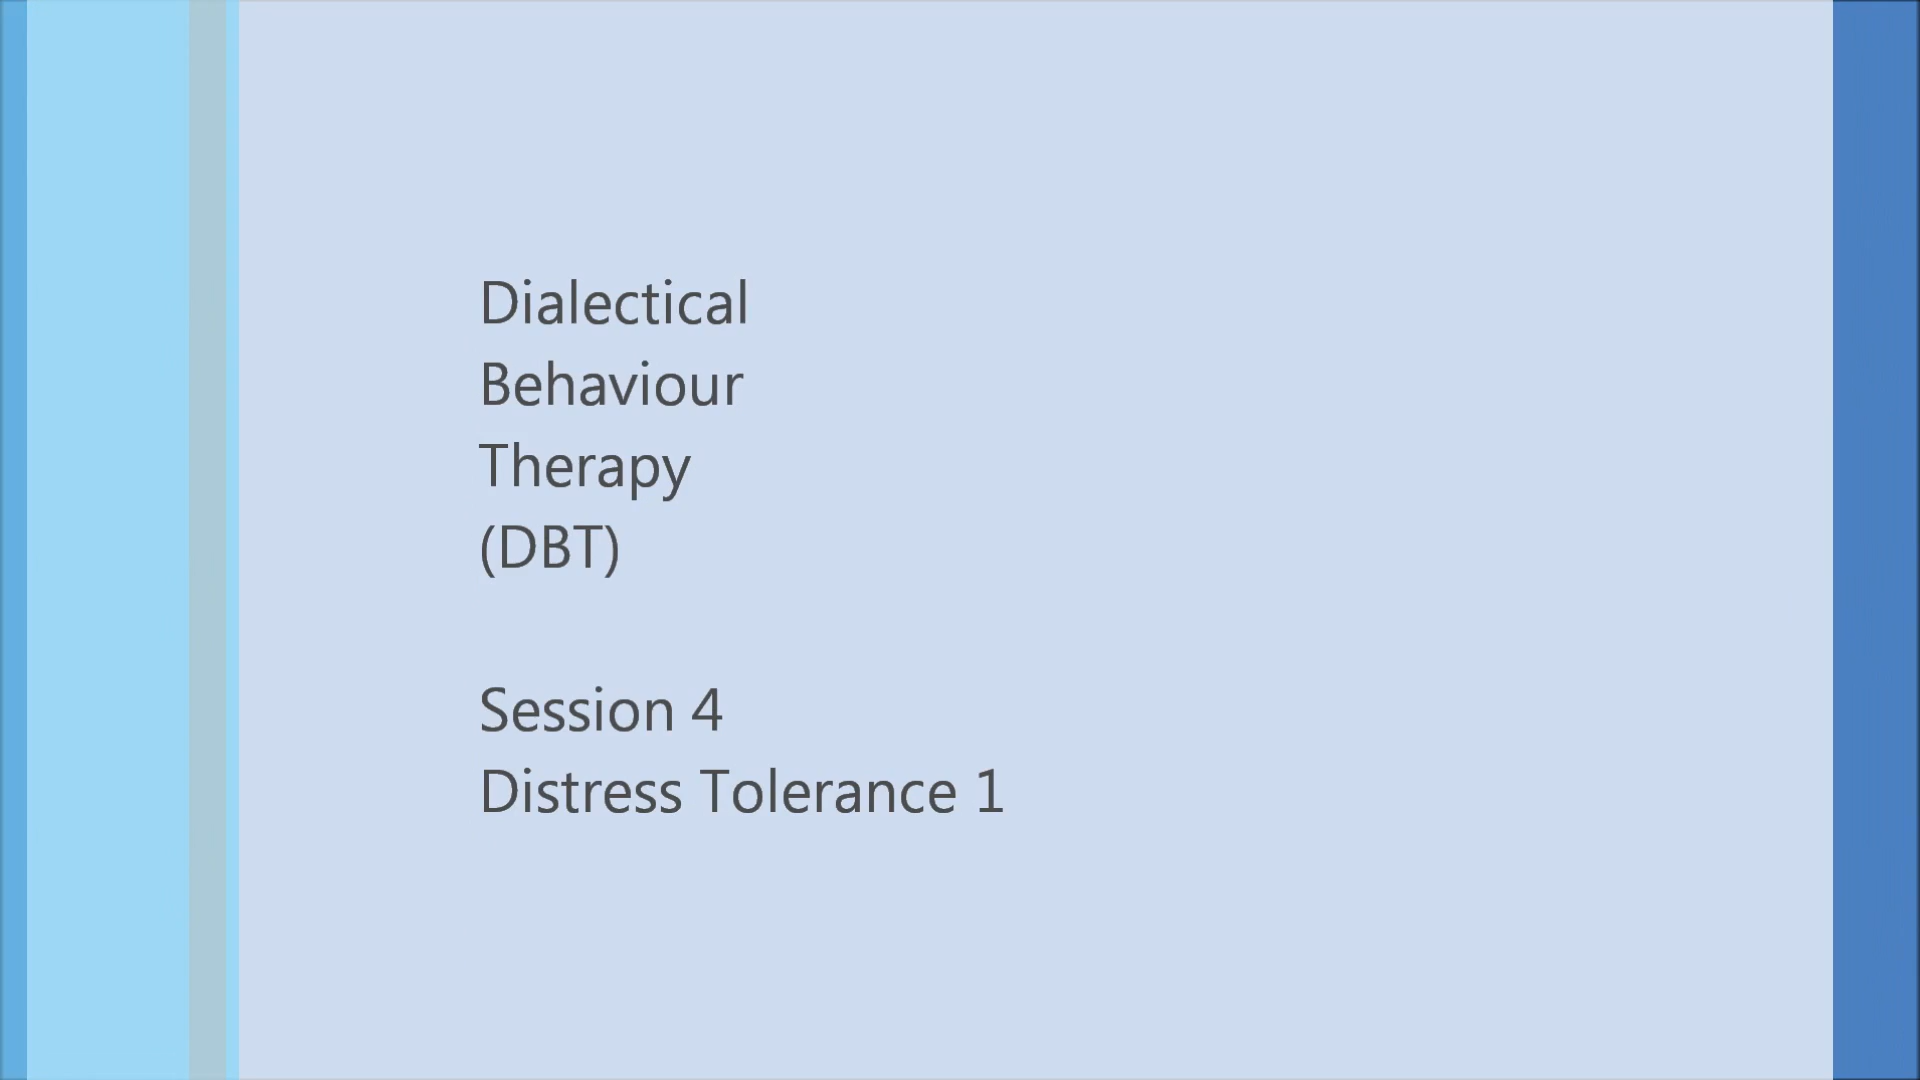 Dialectical
Behaviour
Therapy
(DBT)
Session 4
Distress Tolerance 1